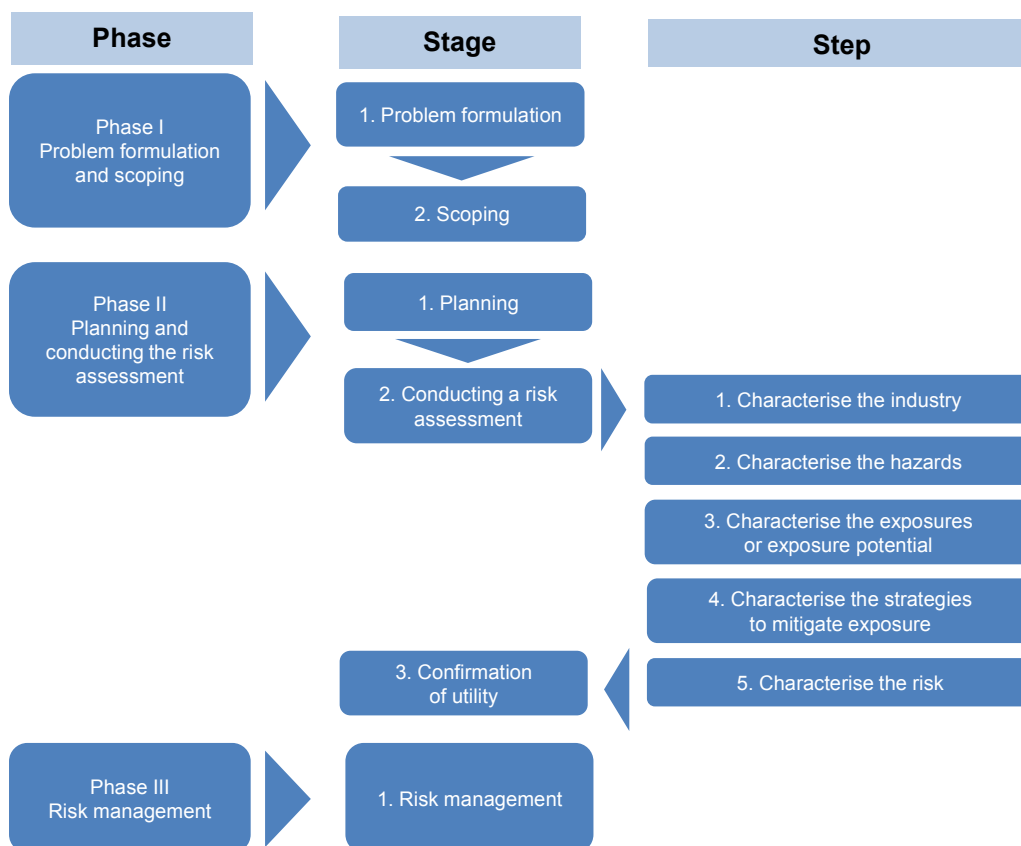 Phase
Stage
Step
Phase I
Problem formulation
and scoping
1. Problem formulation
2. Scoping
Phase II
Planning and
conducting the risk
assessment
1. Planning
2. Conducting a risk
assessment
1. Characterise the industry
2. Characterise the hazards
3. Characterise the exposures
or exposure potential
4. Characterise the strategies
to mitigate exposure
5. Characterise the risk
3. Confirmation
of utility
Phase III
Risk management
1. Risk management